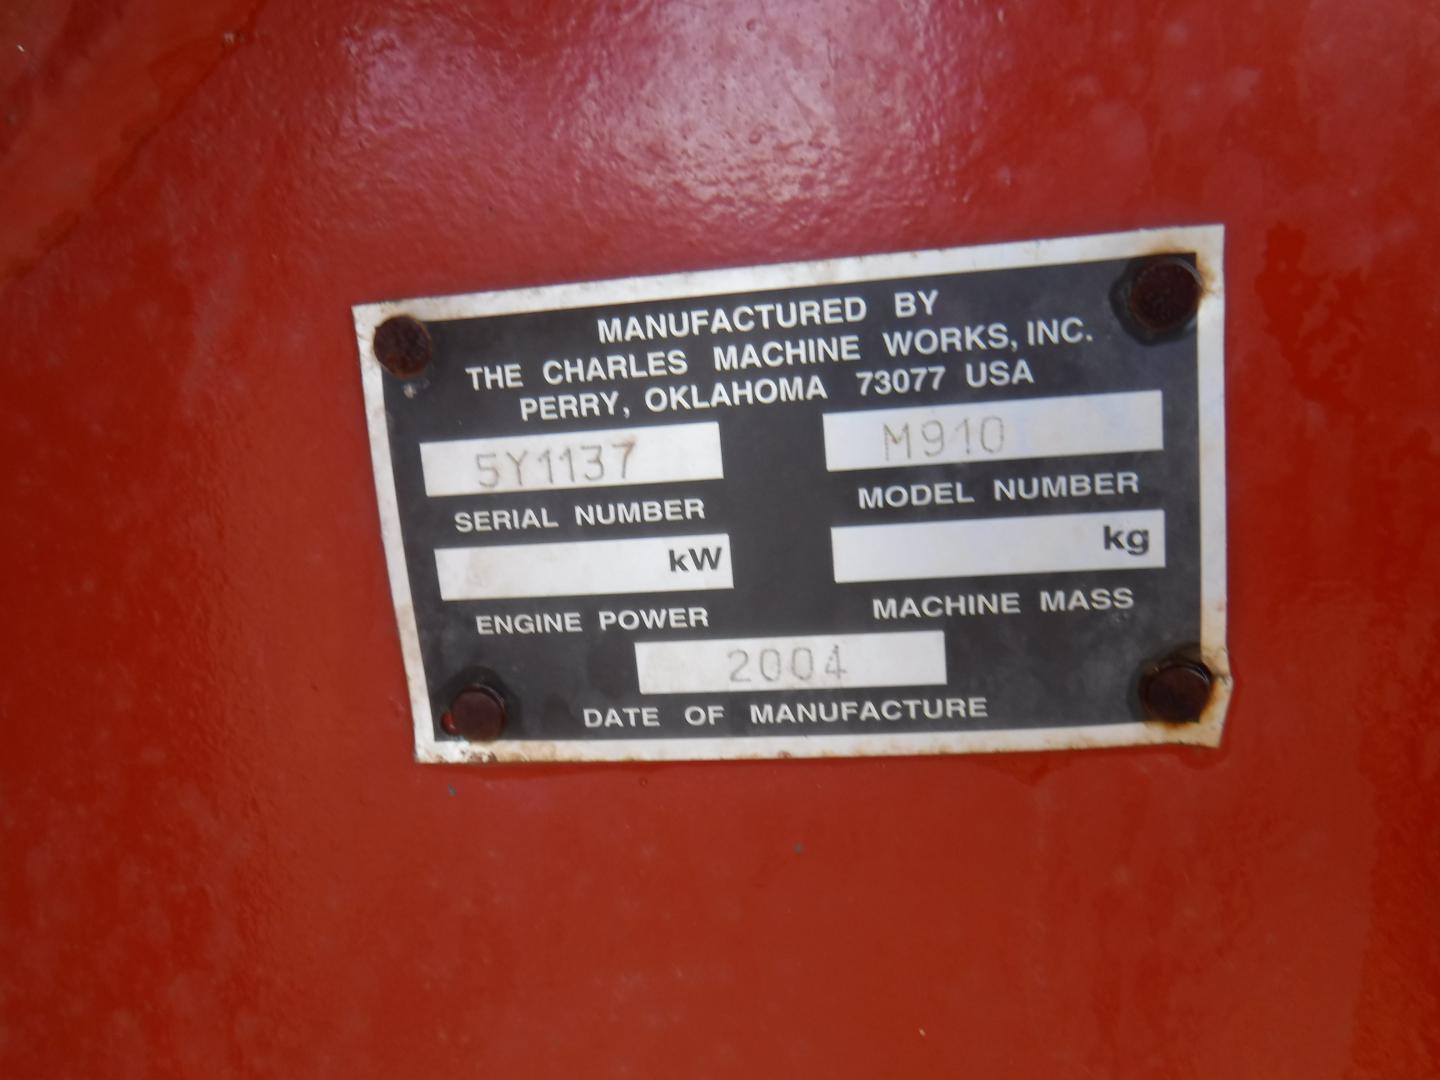 MANUFACTURED BY
THE CHARLES MACHINE WORKS, INC.
PERRY, OKLAHOMA 73077 USA
5Y1137 M910
SERIAL NUMBER MODEL NUMBER
kW kg
ENGINE POWER MACHINE MASS
2004
DATE OF MANUFACTURE